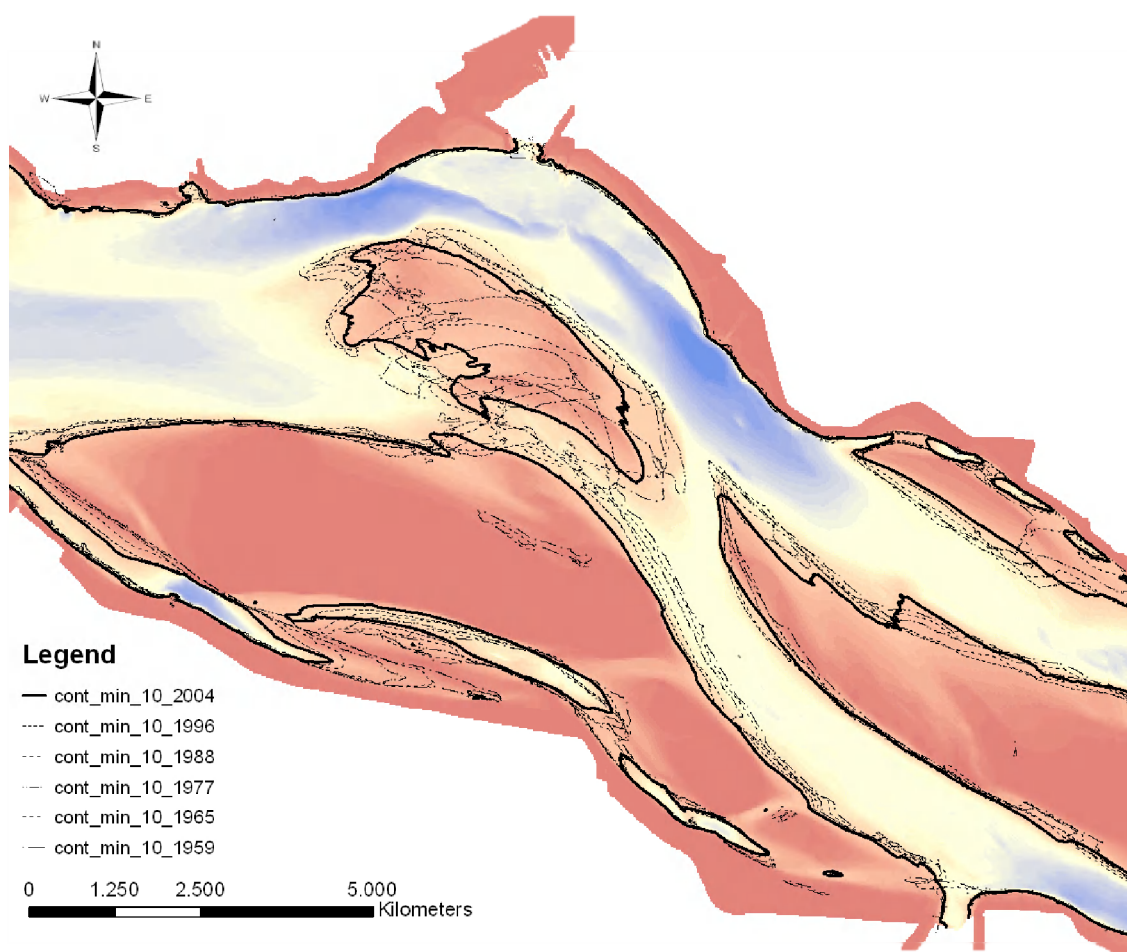 N
W E
S
Legend
cont_min_10_2004
cont_min_10_1996
cont_min_10_1988
cont_min_10_1977
cont_min_10_1965
cont_min_10_1959
0 1.250 2.500 5.000
Kilometers